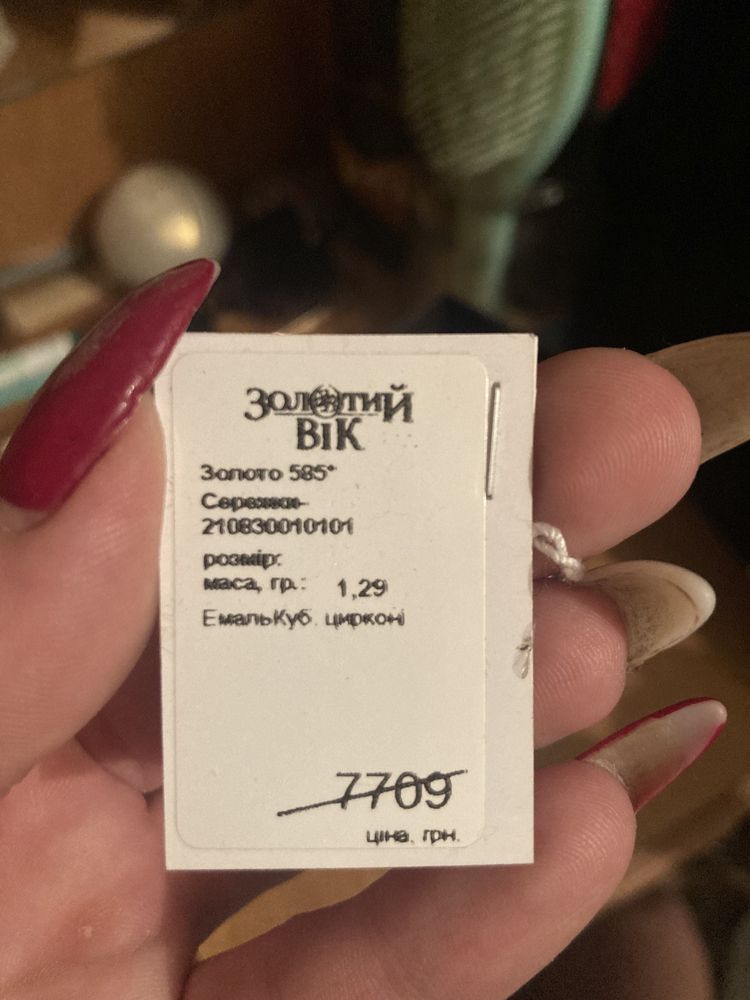 Золотий
Вік
Золото 585°
Сережки-
210830010101
розмір:
маса, гр.: 1,29
ЕмальКуб. цирконі
7709
ціна, грн.